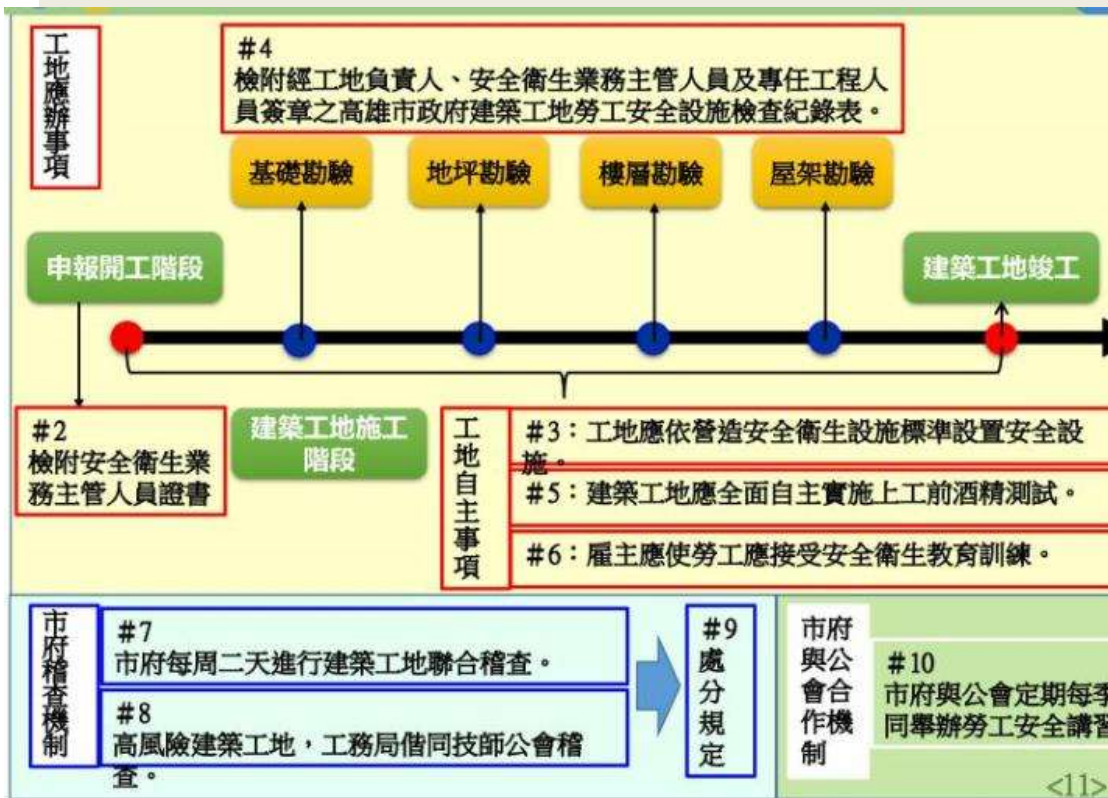 工地應辦事項
#4
檢附經工地負責人、安全衛生業務主管人員及專任工程人
員簽章之高雄市政府建築工地勞工安全設施檢查紀錄表。
基礎勘驗
地坪勘驗
樓層勘驗
屋架勘驗
申報開工階段
建築工地竣工
#2
檢附安全衛生業
務主管人員證書
建築工地施工
階段
工地自主事項
#3：工地應依營造安全衛生設施標準設置安全設
施。
#5：建築工地應全面自主實施上工前酒精測試。
#6：雇主應使勞工應接受安全衛生教育訓練。
市府稽查機制
#7
市府每周二天進行建築工地聯合稽查。
#8
高風險建築工地，工務局偕同技師公會稽
查。
#9
處分規定
市府與公會合作機制
#10
市府與公會定期每季
同舉辦勞工安全講習
<11>